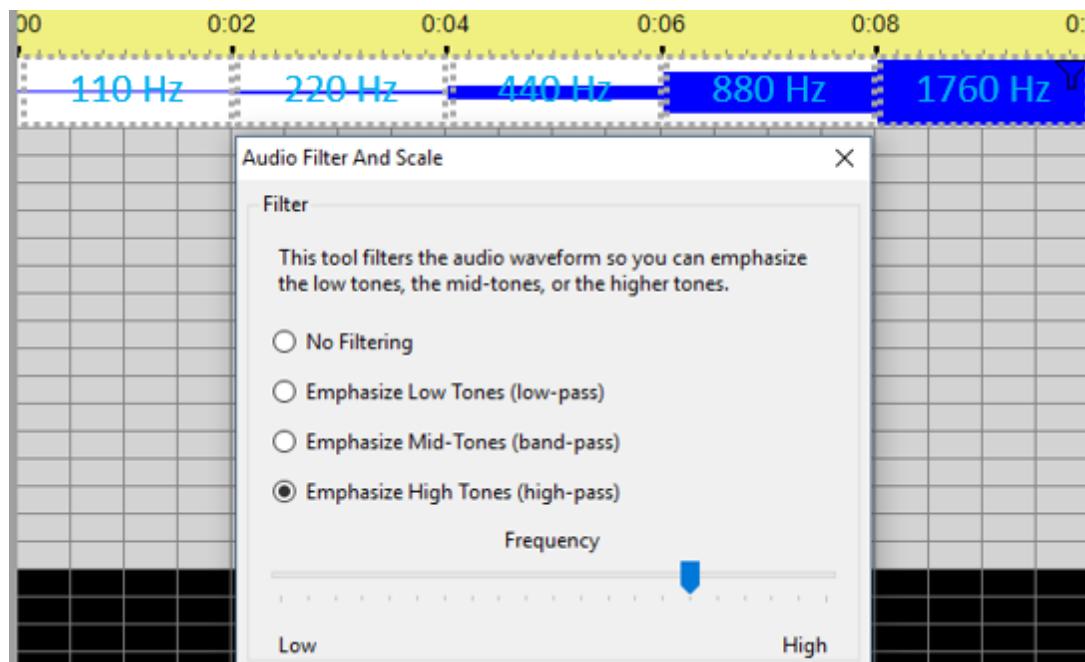 00 0:02 0:04 0:06 0:08 0:
110 Hz 220 Hz 440 Hz 880 Hz 1760 Hz
Audio Filter And Scale
Filter
This tool filters the audio waveform so you can emphasize
the low tones, the mid-tones, or the higher tones.
No Filtering
Emphasize Low Tones (low-pass)
Emphasize Mid-Tones (band-pass)
Emphasize High Tones (high-pass)
Frequency
Low High